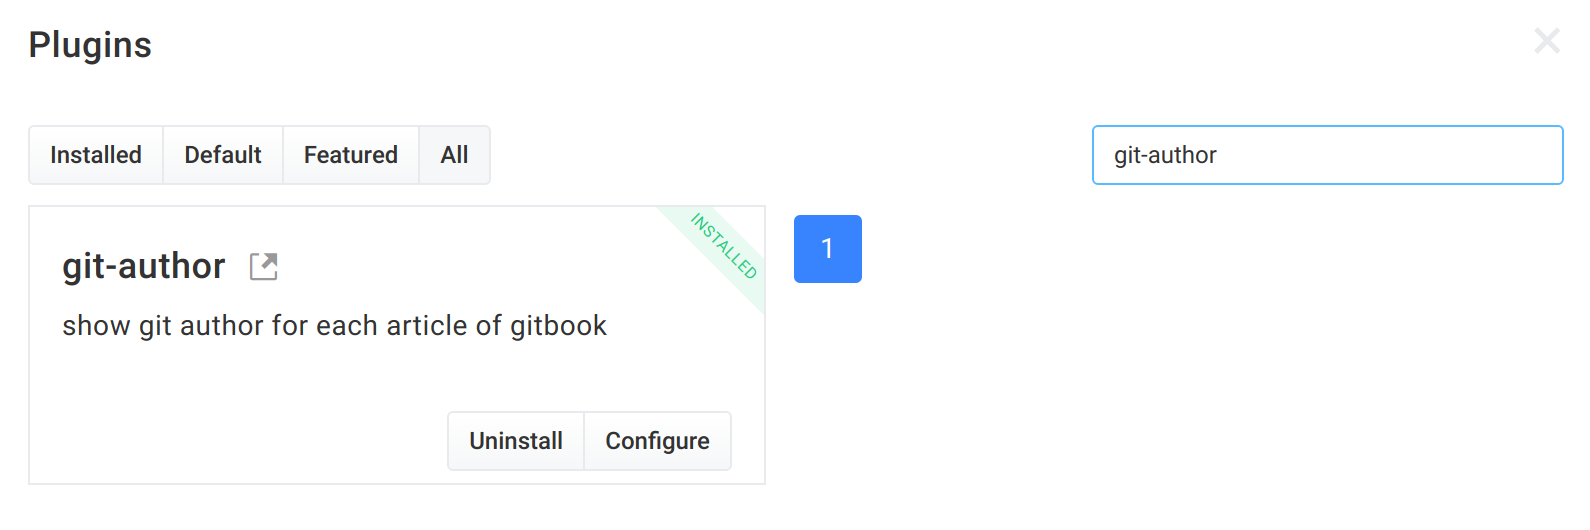 Plugins
Installed Default Featured All
git-author
git-author
INSTALLED
show git author for each article of gitbook
Uninstall Configure
1